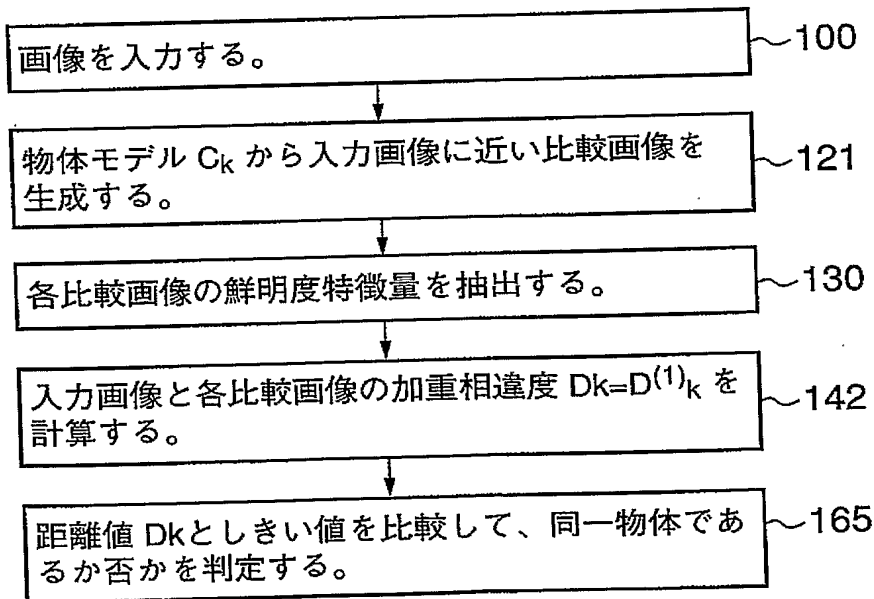 画像を入力する。
100
物体モデル Ck から入力画像に近い比較画像を
生成する。
121
各比較画像の鮮明度特徴量を抽出する。
130
入力画像と各比較画像の加重相違度 Dk=D(1)k を
計算する。
142
距離値 Dkとしきい値を比較して、同一物体であ
るか否かを判定する。
165